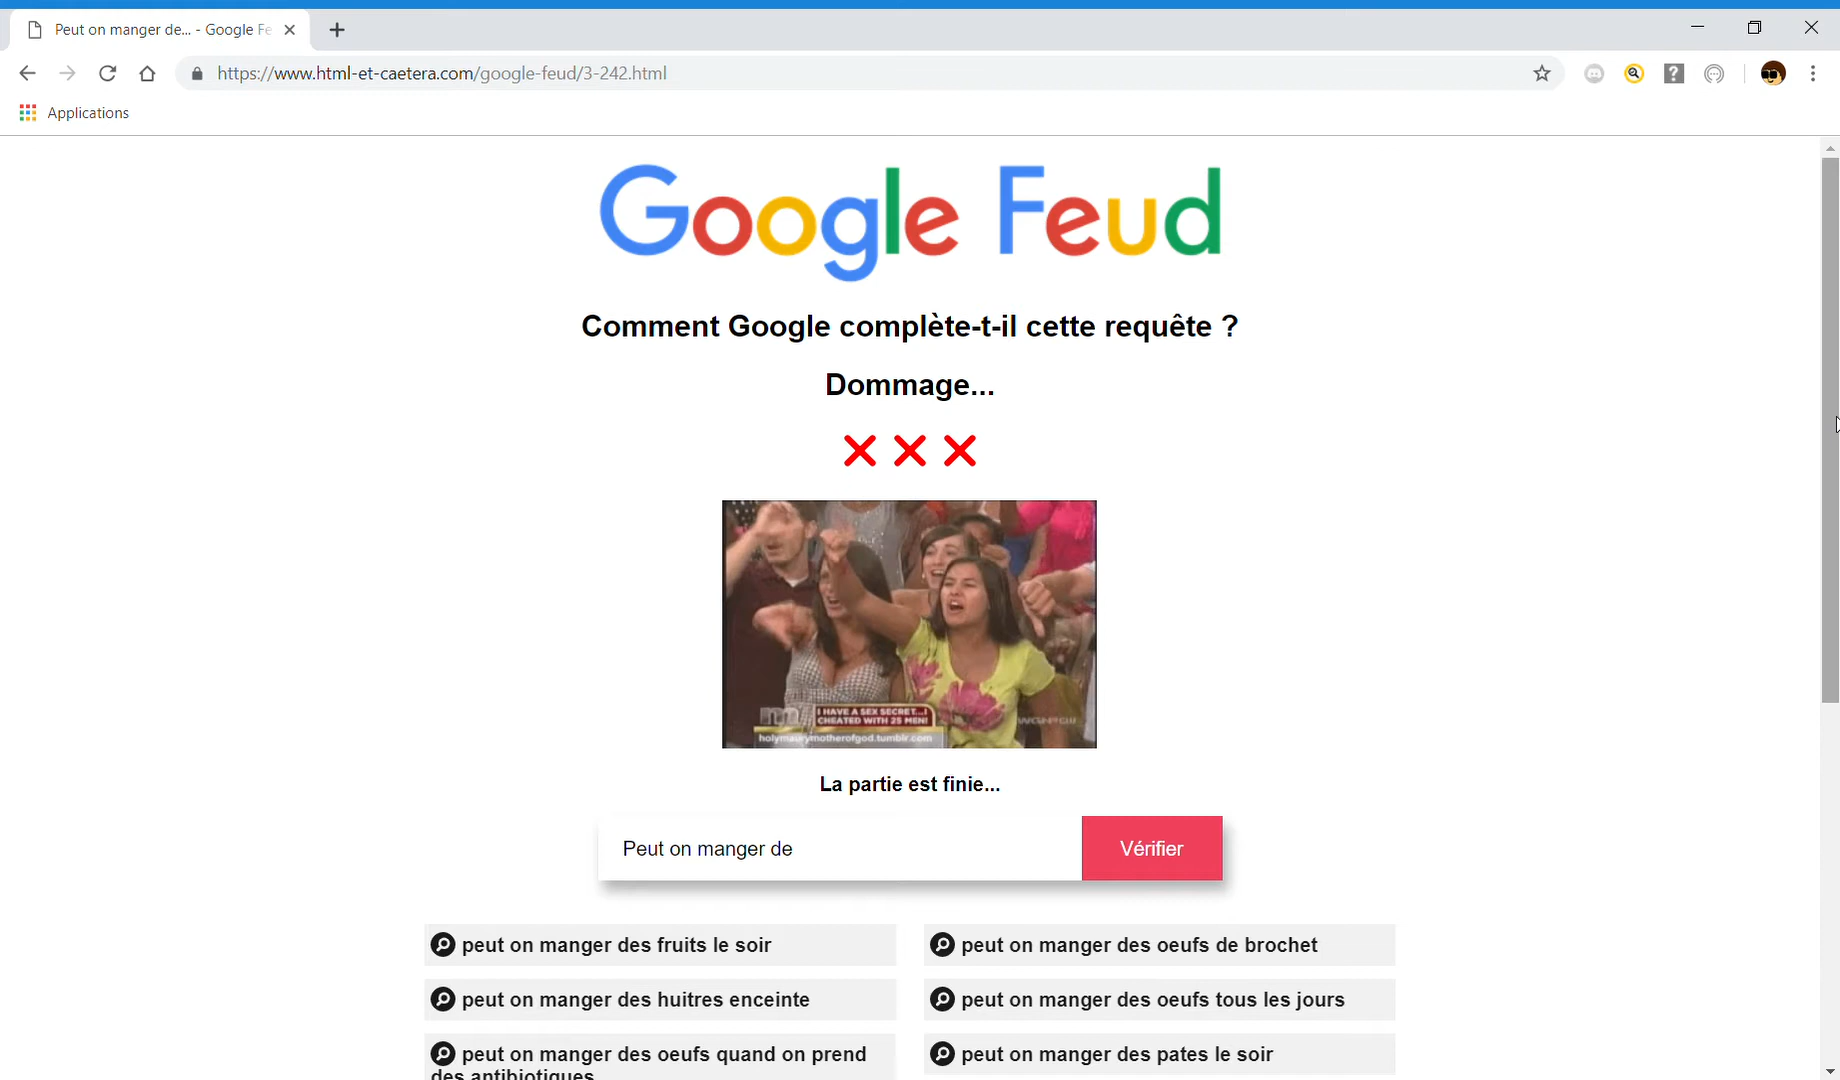 Peut on manger de... - Google Fe
https://www.html-et-caetera.com/google-feud/3-242.html
Applications
Google Feud
Comment Google complète-t-il cette requête ?
Dommage...
I HAVE A SEX SECRET...I
CHEATED WITH 25 MEN!
holymaurymotherofgod.tumblr.com
La partie est finie...
Peut on manger de
Vérifier
peut on manger des fruits le soir
peut on manger des oeufs de brochet
peut on manger des huitres enceinte
peut on manger des oeufs tous les jours
peut on manger des oeufs quand on prend
des antibiotiques
peut on manger des pates le soir